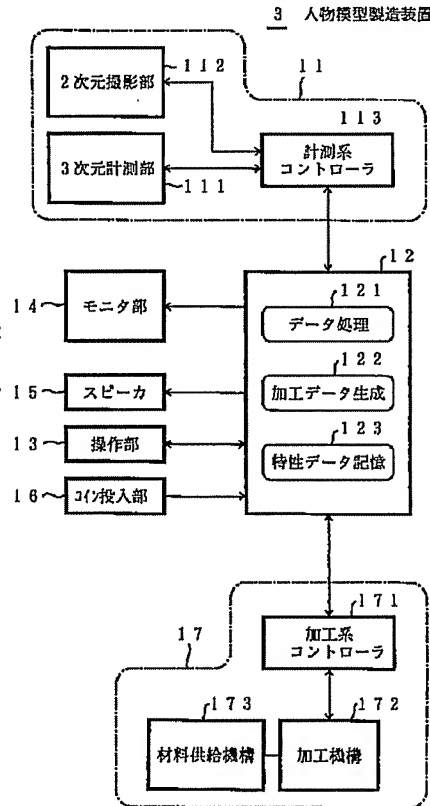 3 人物模型製造装置
112
11
2次元撮影部
113
計測系
コントローラ
3次元計測部
111
12
14
モニタ部
121
データ処理
122
15
スピーカ
加工データ生成
13
操作部
123
特性データ記憶
16
コイン投入部
171
17
加工系
コントローラ
173
172
材料供給機構
加工機構